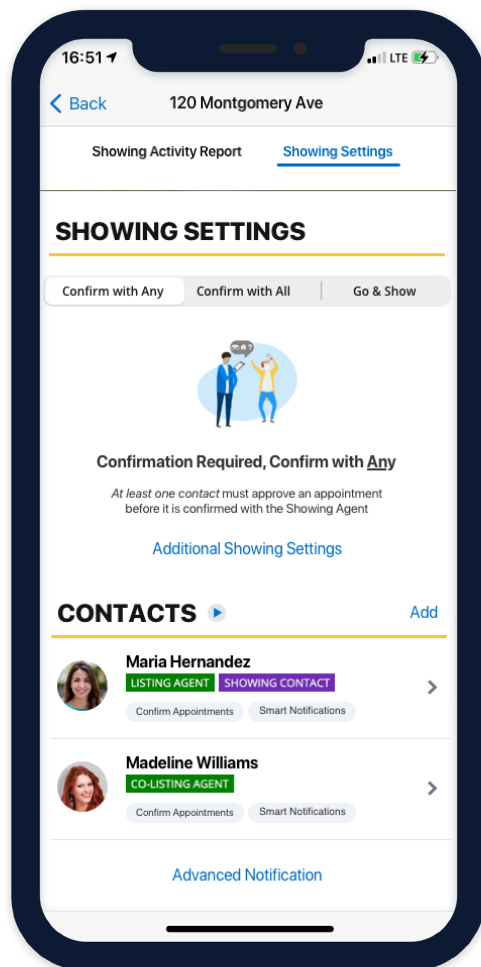 16:51
LTE
Back
120 Montgomery Ave
Showing Activity Report
Showing Settings
SHOWING SETTINGS
Confirm with Any
Confirm with All
Go & Show
Confirmation Required, Confirm with Any
At least one contact must approve an appointment
before it is confirmed with the Showing Agent
Additional Showing Settings
CONTACTS
Add
Maria Hernandez
LISTING AGENT
SHOWING CONTACT
Confirm Appointments
Smart Notifications
Madeline Williams
CO-LISTING AGENT
Confirm Appointments
Smart Notifications
Advanced Notification